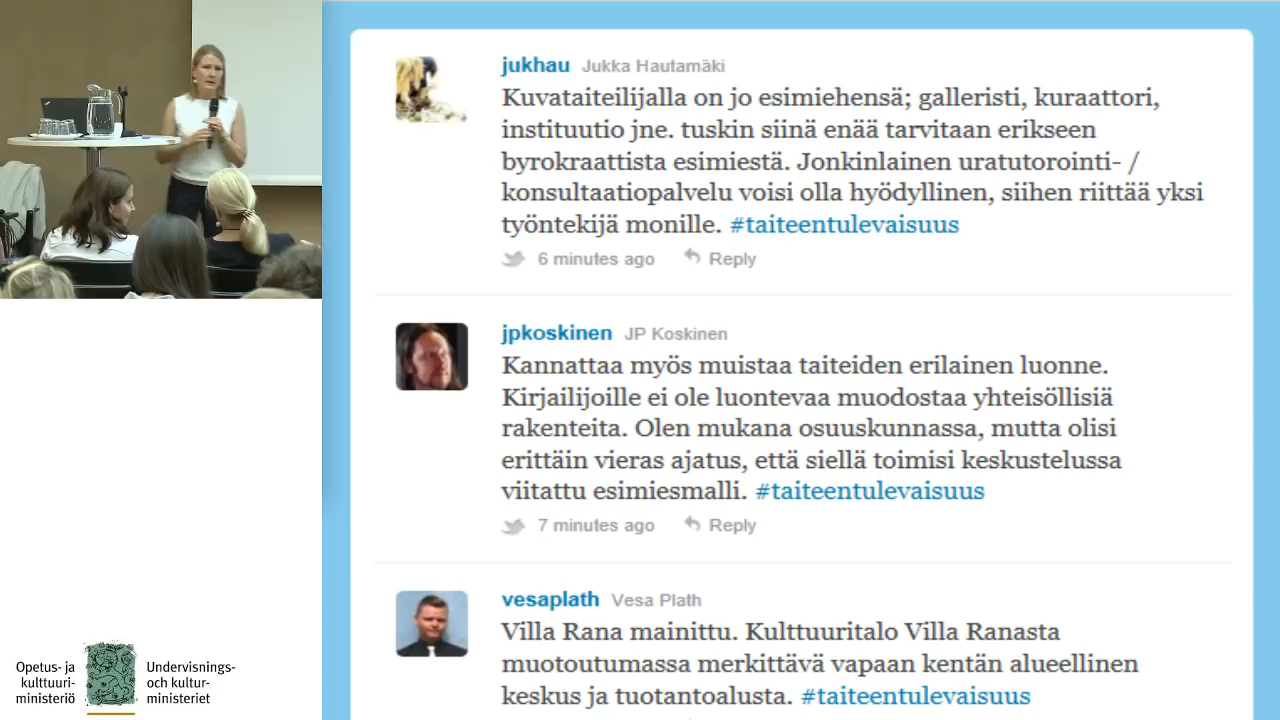 jukhau Jukka Hautamäki
Kuvataiteilijalla on jo esimiehensä; galleristi, kuraattori,
instituutio jne. tuskin siinä enää tarvitaan erikseen
byrokraattista esimiestä. Jonkinlainen uratutorointi- /
konsultaatiopalvelu voisi olla hyödyllinen, siihen riittää yksi
työntekijä monille. #taiteentulevaisuus
6 minutes ago Reply
jpkoskinen JP Koskinen
Kannattaa myös muistaa taiteiden erilainen luonne.
Kirjailijoille ei ole luontevaa muodostaa yhteisöllisiä
rakenteita. Olen mukana osuuskunnassa, mutta olisi
erittäin vieras ajatus, että siellä toimisi keskustelussa
viitattu esimiesmalli. #taiteentulevaisuus
7 minutes ago Reply
vesaplath Vesa Plath
Villa Rana mainittu. Kulttuuritalo Villa Ranasta
muotoutumassa merkittävä vapaan kentän alueellinen
keskus ja tuotantoalusta. #taiteentulevaisuus
Opetus- ja
kulttuuri-
ministeriö
Undervisnings-
och kultur-
ministeriet